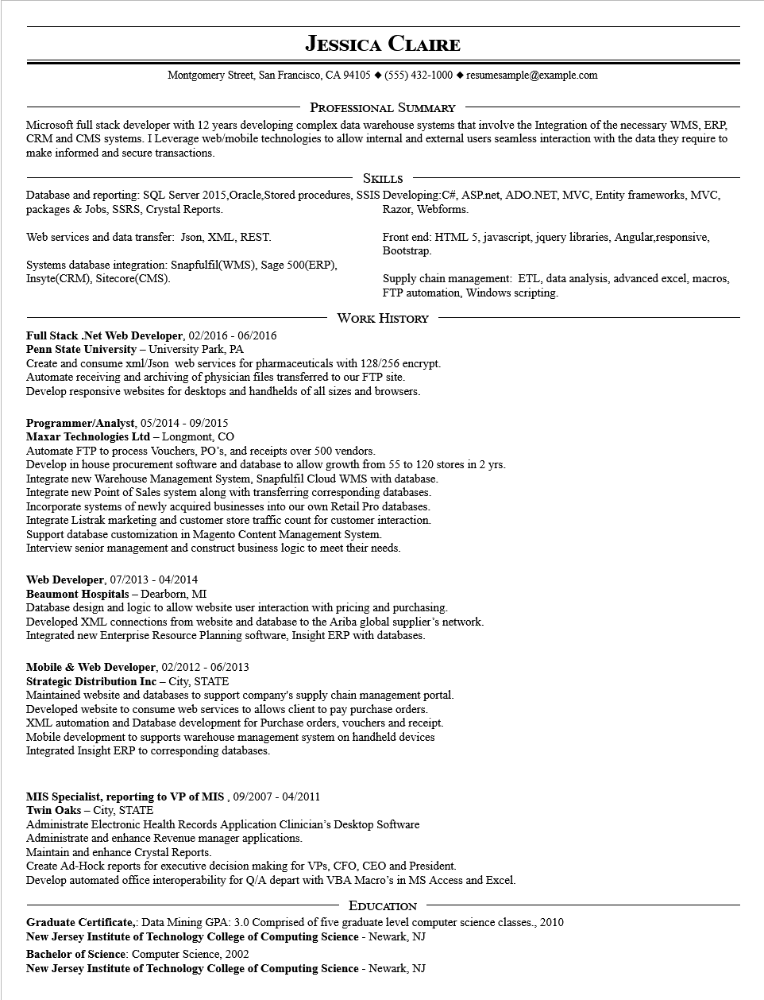 Jessica Claire
Montgomery Street, San Francisco, CA 94105 ◆ (555) 432-1000 ◆ resumesample@example.com
Professional Summary
Microsoft full stack developer with 12 years developing complex data warehouse systems that involve the Integration of the necessary WMS, ERP,
CRM and CMS systems. I Leverage web/mobile technologies to allow internal and external users seamless interaction with the data they require to
make informed and secure transactions.
Skills
Database and reporting: SQL Server 2015,Oracle,Stored procedures, SSIS
packages & Jobs, SSRS, Crystal Reports.
Web services and data transfer:  Json, XML, REST.
Systems database integration: Snapfulfil(WMS), Sage 500(ERP),
Insyte(CRM), Sitecore(CMS).
Developing:C#, ASP.net, ADO.NET, MVC, Entity frameworks, MVC,
Razor, Webforms.
Front end: HTML 5, javascript, jquery libraries, Angular,responsive,
Bootstrap.
Supply chain management:  ETL, data analysis, advanced excel, macros,
FTP automation, Windows scripting.
Work History
Full Stack .Net Web Developer, 02/2016 - 06/2016
Penn State University – University Park, PA
Create and consume xml/Json  web services for pharmaceuticals with 128/256 encrypt.
Automate receiving and archiving of physician files transferred to our FTP site.
Develop responsive websites for desktops and handhelds of all sizes and browsers.
Programmer/Analyst, 05/2014 - 09/2015
Maxar Technologies Ltd – Longmont, CO
Automate FTP to process Vouchers, PO’s, and receipts over 500 vendors.
Develop in house procurement software and database to allow growth from 55 to 120 stores in 2 yrs.
Integrate new Warehouse Management System, Snapfulfil Cloud WMS with database.
Integrate new Point of Sales system along with transferring corresponding databases.
Incorporate systems of newly acquired businesses into our own Retail Pro databases.
Integrate Listrak marketing and customer store traffic count for customer interaction.
Support database customization in Magento Content Management System.
Interview senior management and construct business logic to meet their needs.
Web Developer, 07/2013 - 04/2014
Beaumont Hospitals – Dearborn, MI
Database design and logic to allow website user interaction with pricing and purchasing.
Developed XML connections from website and database to the Ariba global supplier’s network.
Integrated new Enterprise Resource Planning software, Insight ERP with databases.
Mobile & Web Developer, 02/2012 - 06/2013
Strategic Distribution Inc – City, STATE
Maintained website and databases to support company's supply chain management portal.
Developed website to consume web services to allows client to pay purchase orders.
XML automation and Database development for Purchase orders, vouchers and receipt.
Mobile development to supports warehouse management system on handheld devices
Integrated Insight ERP to corresponding databases.
MIS Specialist, reporting to VP of MIS , 09/2007 - 04/2011
Twin Oaks – City, STATE
Administrate Electronic Health Records Application Clinician’s Desktop Software
Administrate and enhance Revenue manager applications.
Maintain and enhance Crystal Reports.
Create Ad-Hock reports for executive decision making for VPs, CFO, CEO and President.
Develop automated office interoperability for Q/A depart with VBA Macro’s in MS Access and Excel.
Education
Graduate Certificate,: Data Mining GPA: 3.0 Comprised of five graduate level computer science classes., 2010
New Jersey Institute of Technology College of Computing Science - Newark, NJ
Bachelor of Science: Computer Science, 2002
New Jersey Institute of Technology College of Computing Science - Newark, NJ